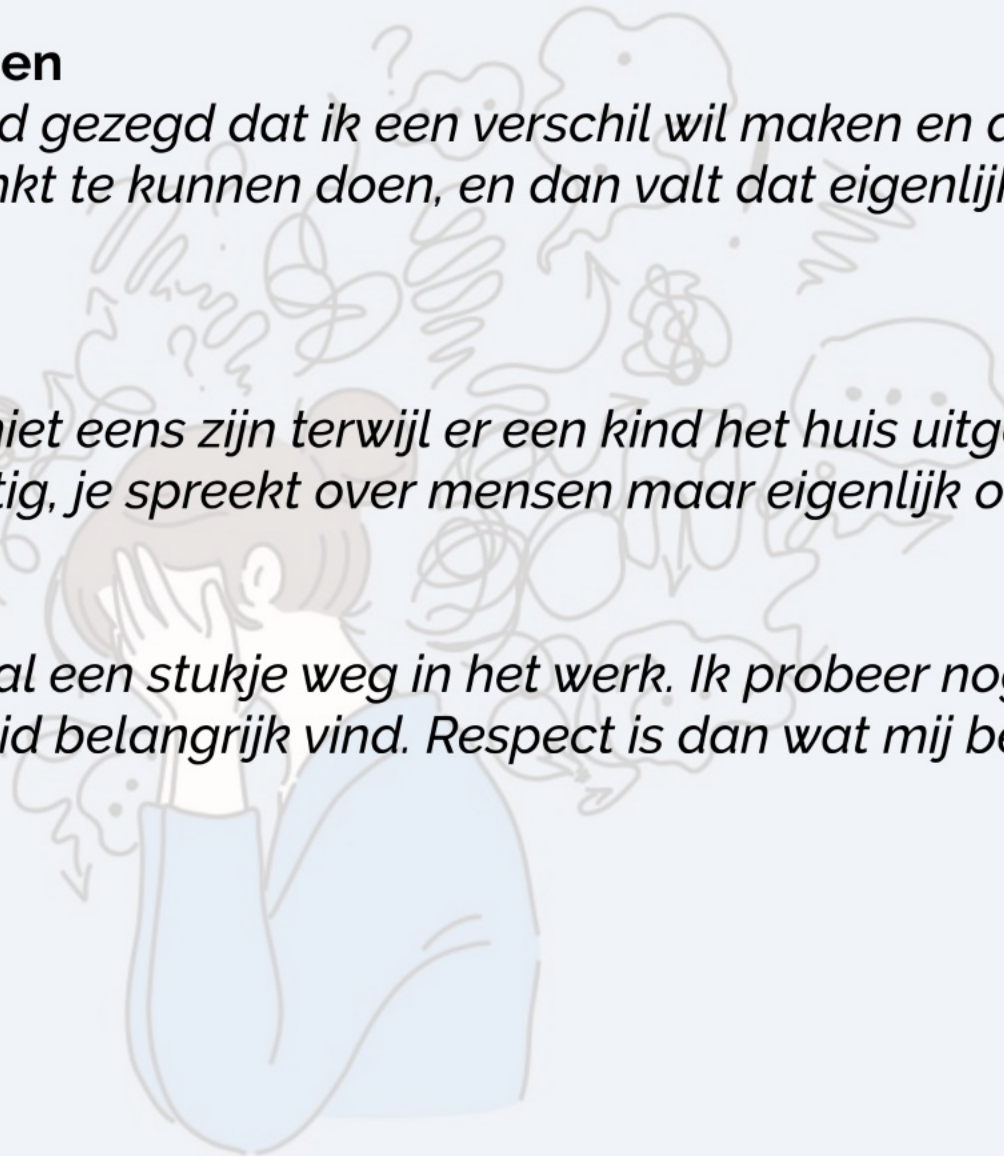 en
d gezegd dat ik een verschil wil maken en d
nkt te kunnen doen, en dan valt dat eigenlijk
niet eens zijn terwijl er een kind het huis uitge
tig, je spreekt over mensen maar eigenlijk o
al een stukje weg in het werk. Ik probeer nog
id belangrijk vind. Respect is dan wat mij be